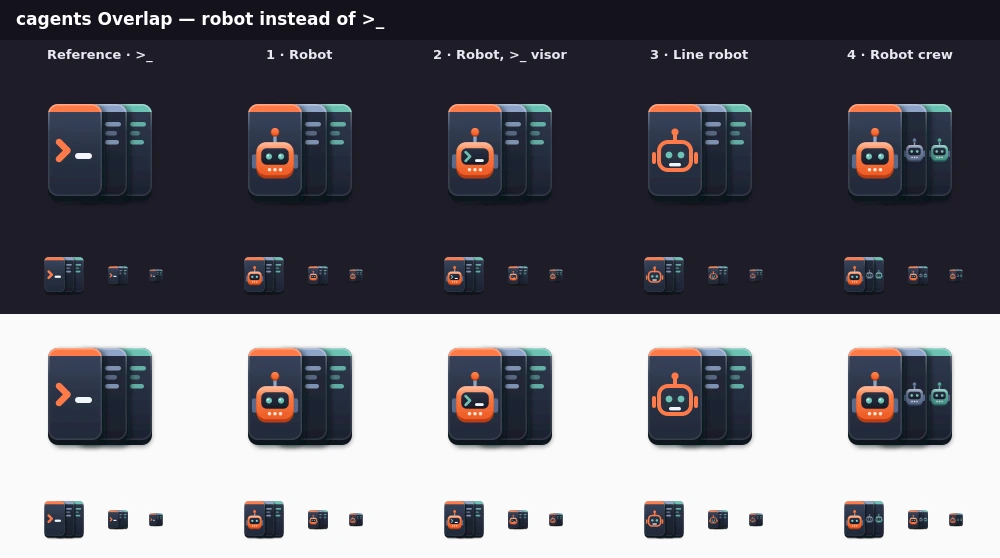 cagents Overlap — robot instead of >_
Reference · >_
1 · Robot
2 · Robot, >_ visor
3 · Line robot
4 · Robot crew